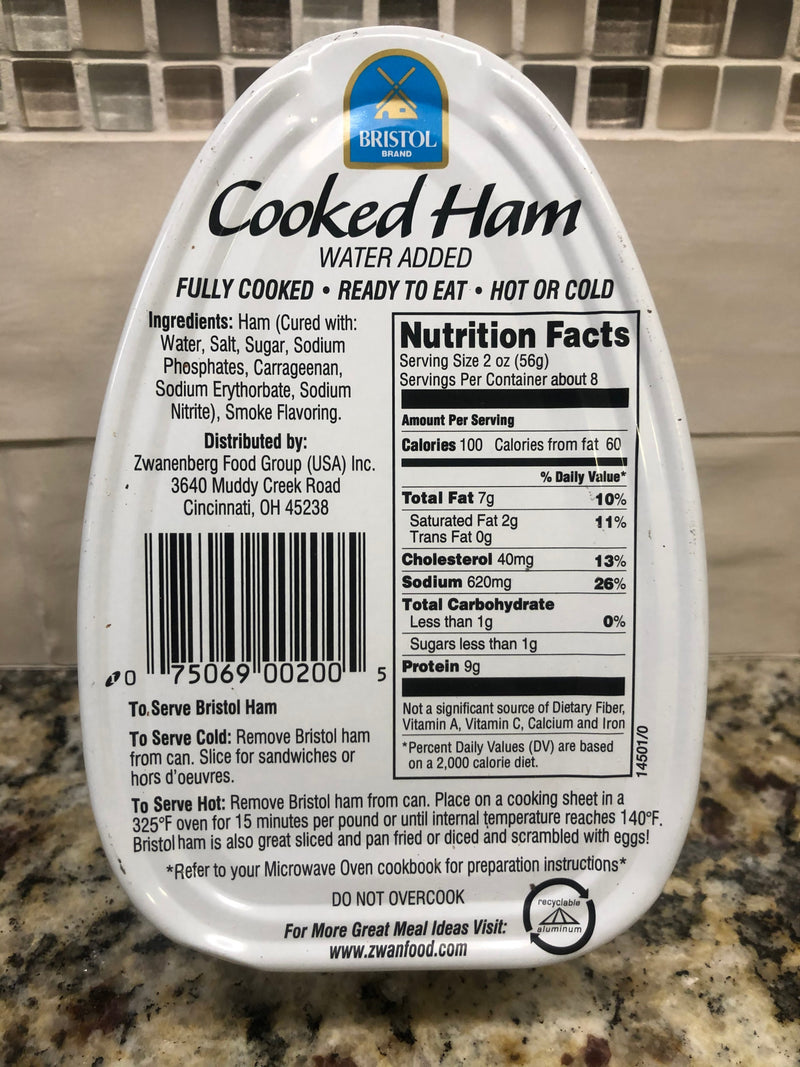 BRISTOL
BRAND
Cooked Ham
WATER ADDED
FULLY COOKED • READY TO EAT • HOT OR COLD
Ingredients: Ham (Cured with:
Water, Salt, Sugar, Sodium
Phosphates, Carrageenan,
Sodium Erythorbate, Sodium
Nitrite), Smoke Flavoring.
Distributed by:
Zwanenberg Food Group (USA) Inc.
3640 Muddy Creek Road
Cincinnati, OH 45238
0 75069 00200 5
Nutrition Facts
Serving Size 2 oz (56g)
Servings Per Container about 8
Amount Per Serving
Calories 100 Calories from fat 60
% Daily Value*
Total Fat 7g 10%
Saturated Fat 2g 11%
Trans Fat 0g
Cholesterol 40mg 13%
Sodium 620mg 26%
Total Carbohydrate
Less than 1g 0%
Sugars less than 1g
Protein 9g
Not a significant source of Dietary Fiber,
Vitamin A, Vitamin C, Calcium and Iron
*Percent Daily Values (DV) are based
on a 2,000 calorie diet.
14501/0
To Serve Bristol Ham
To Serve Cold: Remove Bristol ham
from can. Slice for sandwiches or
hors d'oeuvres.
To Serve Hot: Remove Bristol ham from can. Place on a cooking sheet in a
325°F oven for 15 minutes per pound or until internal temperature reaches 140°F.
Bristol ham is also great sliced and pan fried or diced and scrambled with eggs!
*Refer to your Microwave Oven cookbook for preparation instructions*
DO NOT OVERCOOK
For More Great Meal Ideas Visit:
www.zwanfood.com
recyclable
aluminum